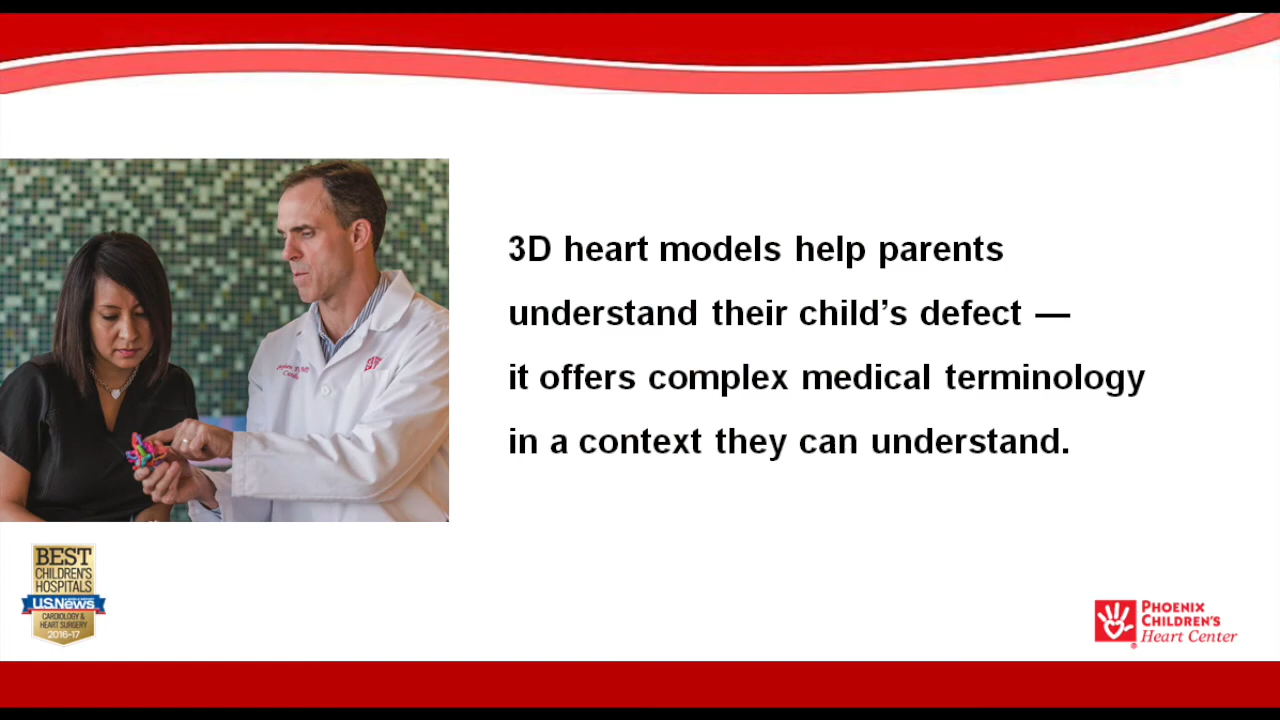 3D heart models help parents
understand their child’s defect —
it offers complex medical terminology
in a context they can understand.
BEST
CHILDREN'S
HOSPITALS
U.S.News
CARDIOLOGY &
HEART SURGERY
2016-17
PHOENIX
CHILDREN'S
Heart Center